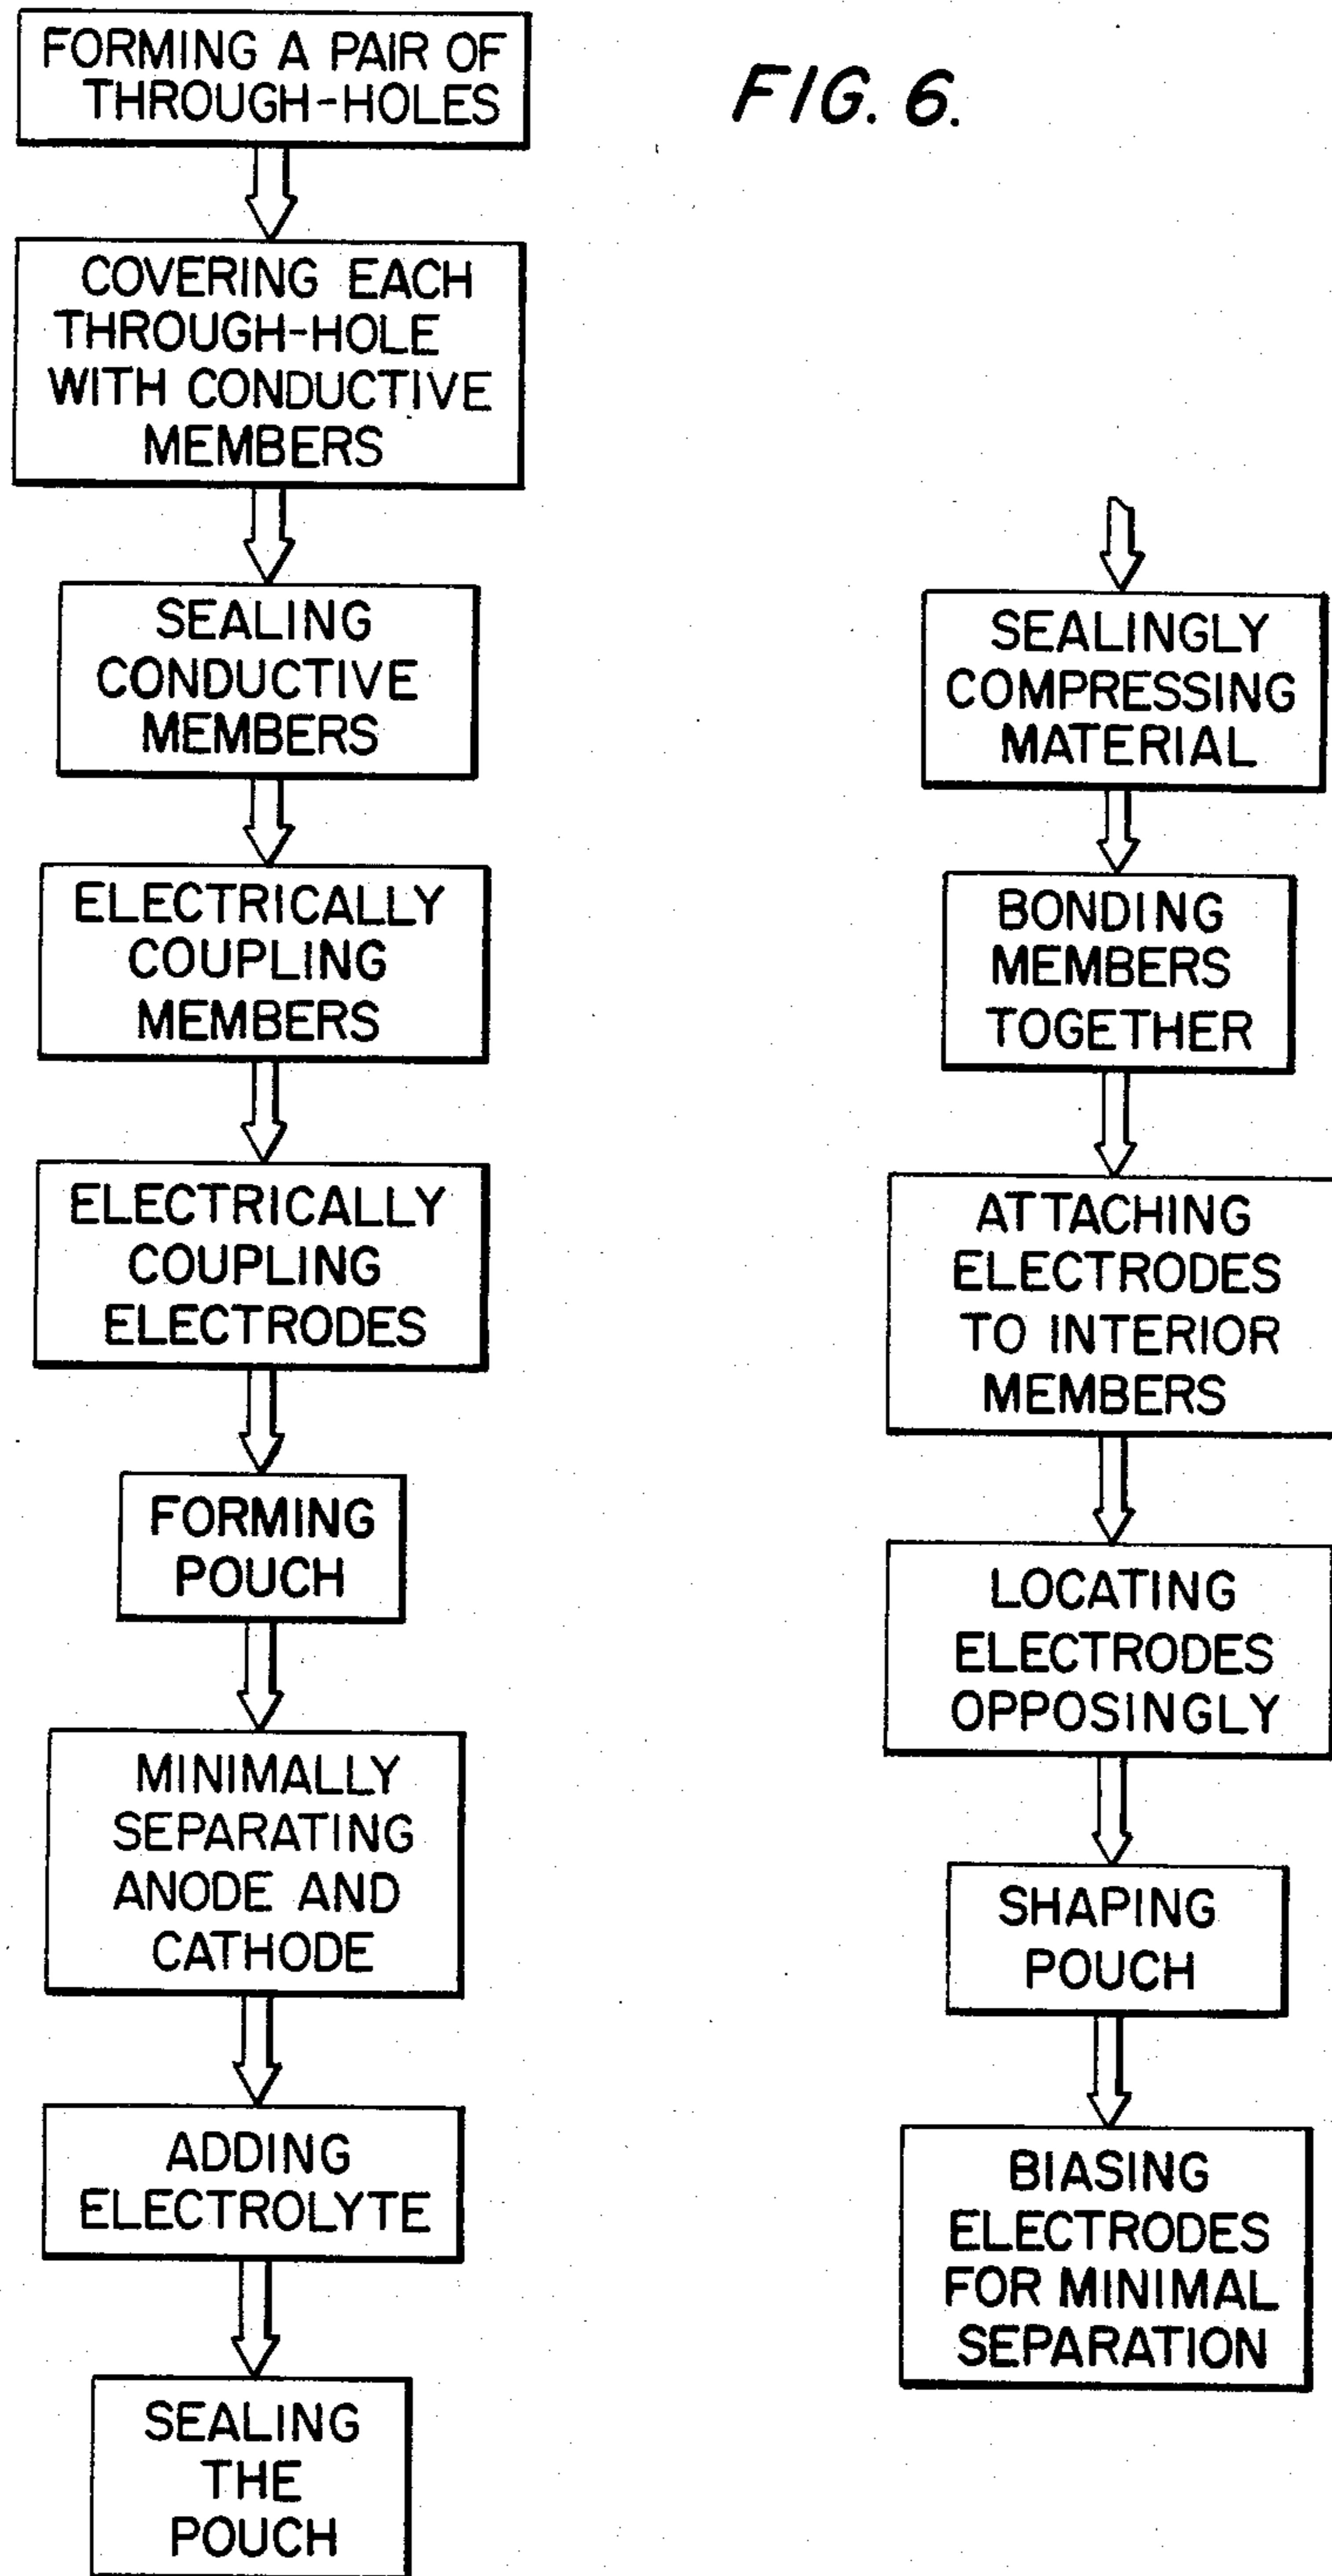 FIG. 6.
FORMING A PAIR OF
THROUGH-HOLES
COVERING EACH
THROUGH-HOLE
WITH CONDUCTIVE
MEMBERS
SEALING
CONDUCTIVE
MEMBERS
ELECTRICALLY
COUPLING
MEMBERS
ELECTRICALLY
COUPLING
ELECTRODES
FORMING
POUCH
MINIMALLY
SEPARATING
ANODE AND
CATHODE
ADDING
ELECTROLYTE
SEALING
THE
POUCH
SEALINGLY
COMPRESSING
MATERIAL
BONDING
MEMBERS
TOGETHER
ATTACHING
ELECTRODES
TO INTERIOR
MEMBERS
LOCATING
ELECTRODES
OPPOSINGLY
SHAPING
POUCH
BIASING
ELECTRODES
FOR MINIMAL
SEPARATION